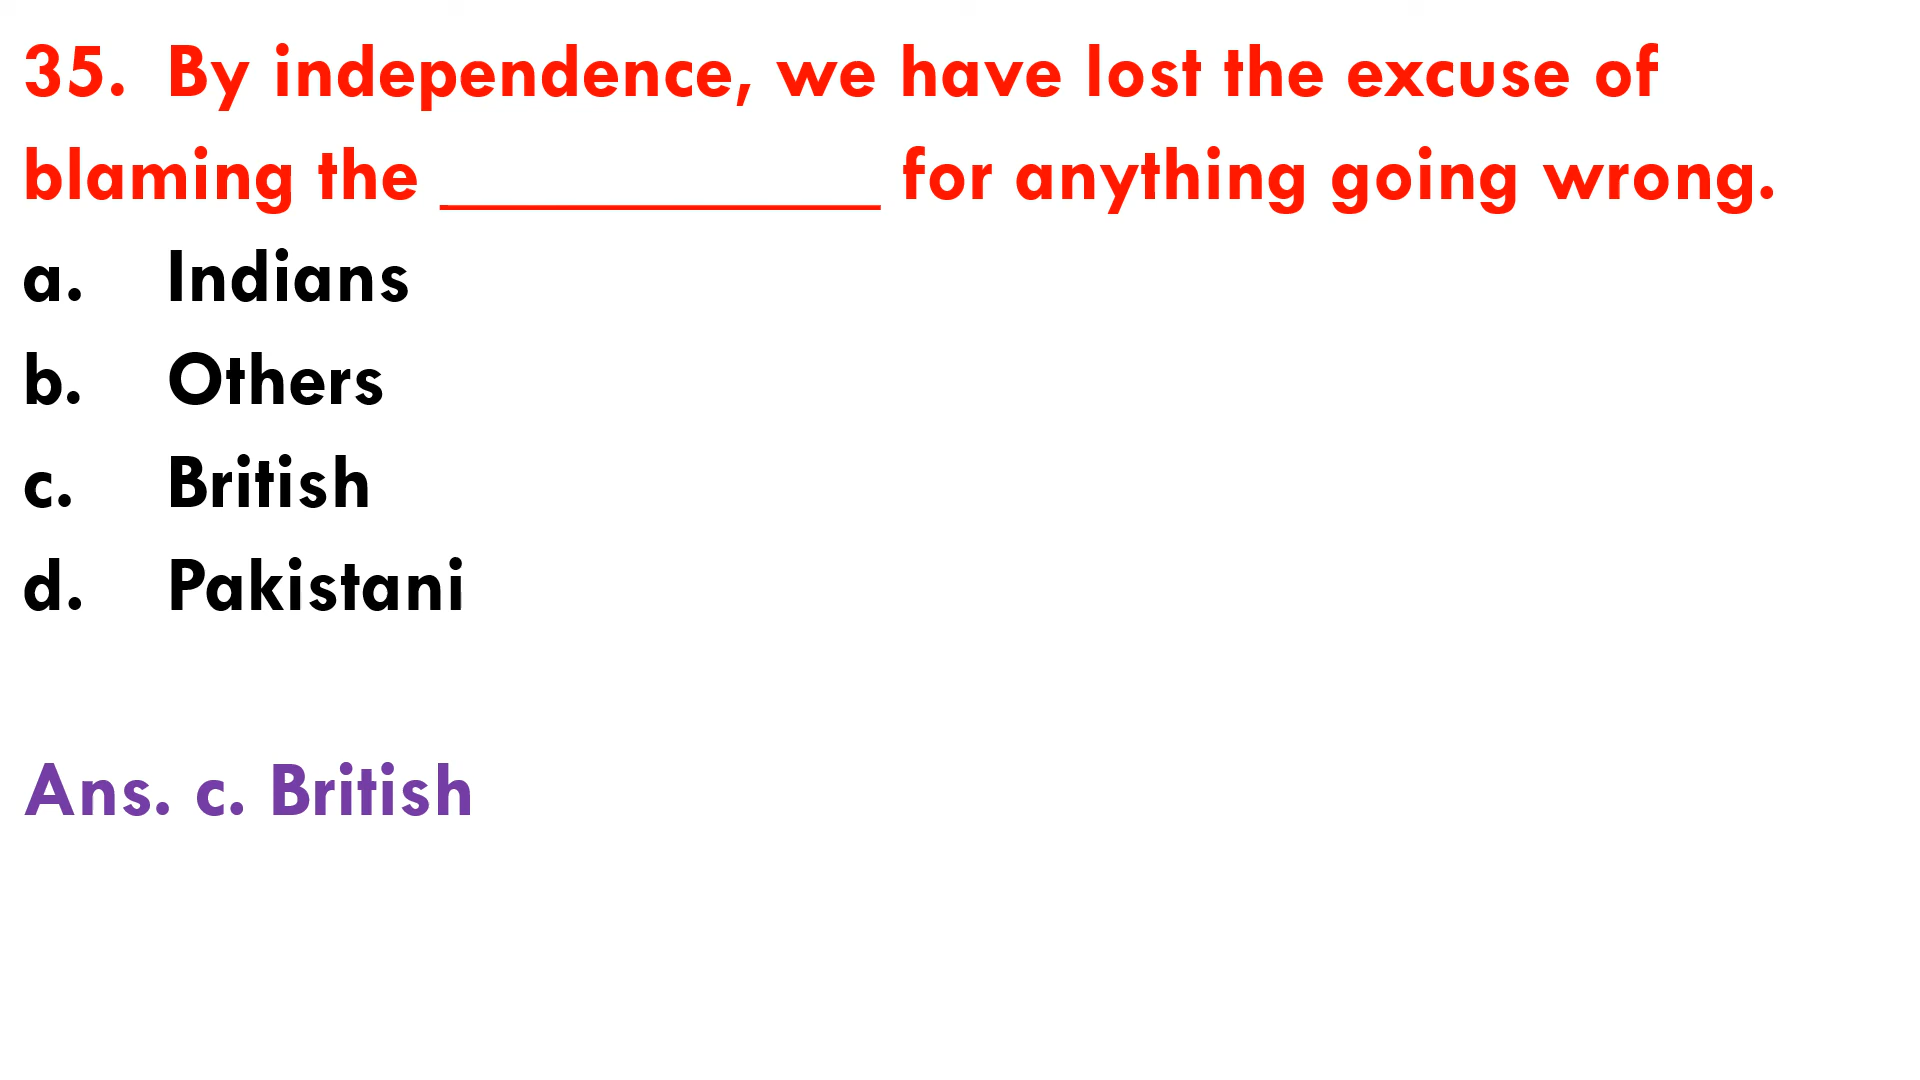 35. By independence, we have lost the excuse of
blaming the _____________ for anything going wrong.
a. Indians
b. Others
c. British
d. Pakistani
Ans. c. British